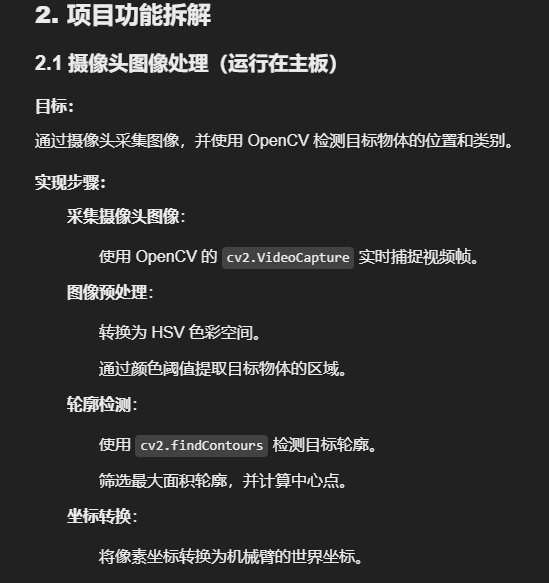 2. 项目功能拆解
2.1 摄像头图像处理（运行在主板）
目标：
通过摄像头采集图像，并使用 OpenCV 检测目标物体的位置和类别。
实现步骤：
采集摄像头图像：
使用 OpenCV 的 cv2.VideoCapture 实时捕捉视频帧。
图像预处理：
转换为 HSV 色彩空间。
通过颜色阈值提取目标物体的区域。
轮廓检测：
使用 cv2.findContours 检测目标轮廓。
筛选最大面积轮廓，并计算中心点。
坐标转换：
将像素坐标转换为机械臂的世界坐标。